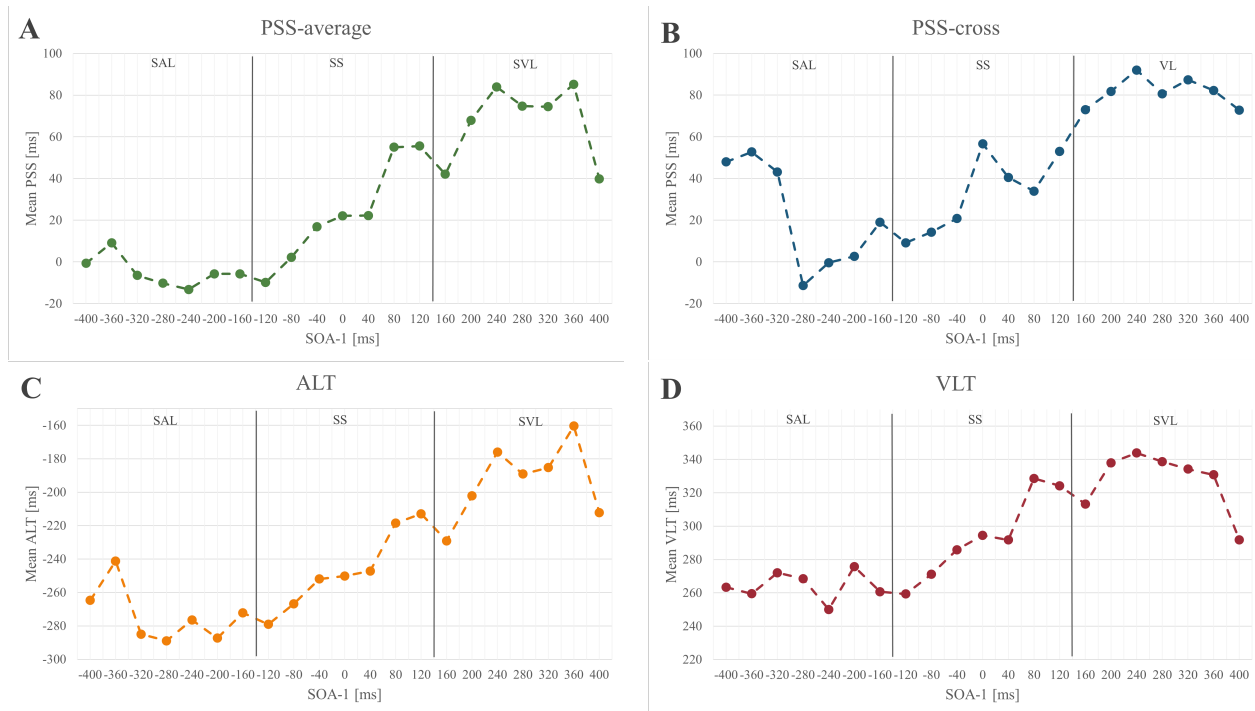 A
PSS-average
SAL SS SVL
100
80
60
40
20
0
-20
Mean PSS [ms]
-400 -360 -320 -280 -240 -200 -160 -120 -80 -40 0 40 80 120 160 200 240 280 320 360 400
SOA-1 [ms]
B
PSS-cross
SAL SS VL
100
80
60
40
20
0
-20
Mean PSS [ms]
-400 -360 -320 -280 -240 -200 -160 -120 -80 -40 0 40 80 120 160 200 240 280 320 360 400
SOA-1 [ms]
C
ALT
SAL SS SVL
-160
-180
-200
-220
-240
-260
-280
-300
Mean ALT [ms]
-400 -360 -320 -280 -240 -200 -160 -120 -80 -40 0 40 80 120 160 200 240 280 320 360 400
SOA-1 [ms]
D
VLT
SAL SS SVL
360
340
320
300
280
260
240
220
Mean VLT [ms]
-400 -360 -320 -280 -240 -200 -160 -120 -80 -40 0 40 80 120 160 200 240 280 320 360 400
SOA-1 [ms]